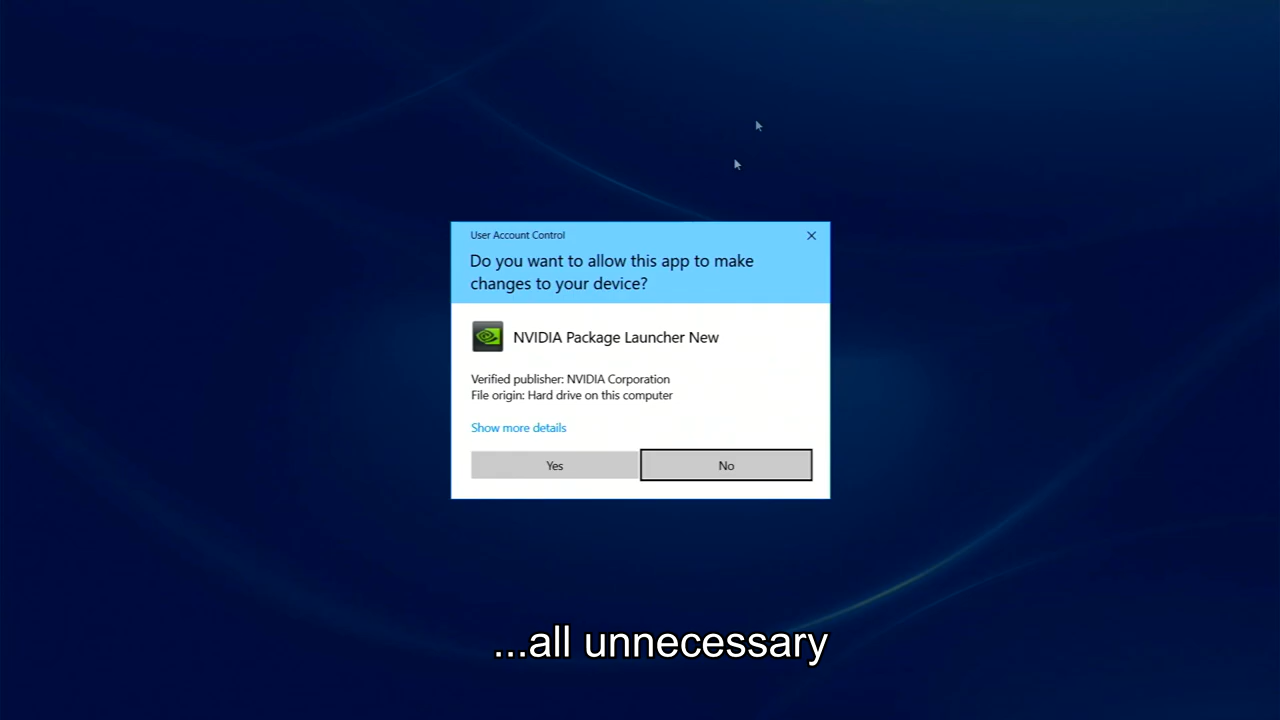 User Account Control
Do you want to allow this app to make
changes to your device?
NVIDIA Package Launcher New
Verified publisher: NVIDIA Corporation
File origin: Hard drive on this computer
Show more details
Yes
No
...all unnecessary